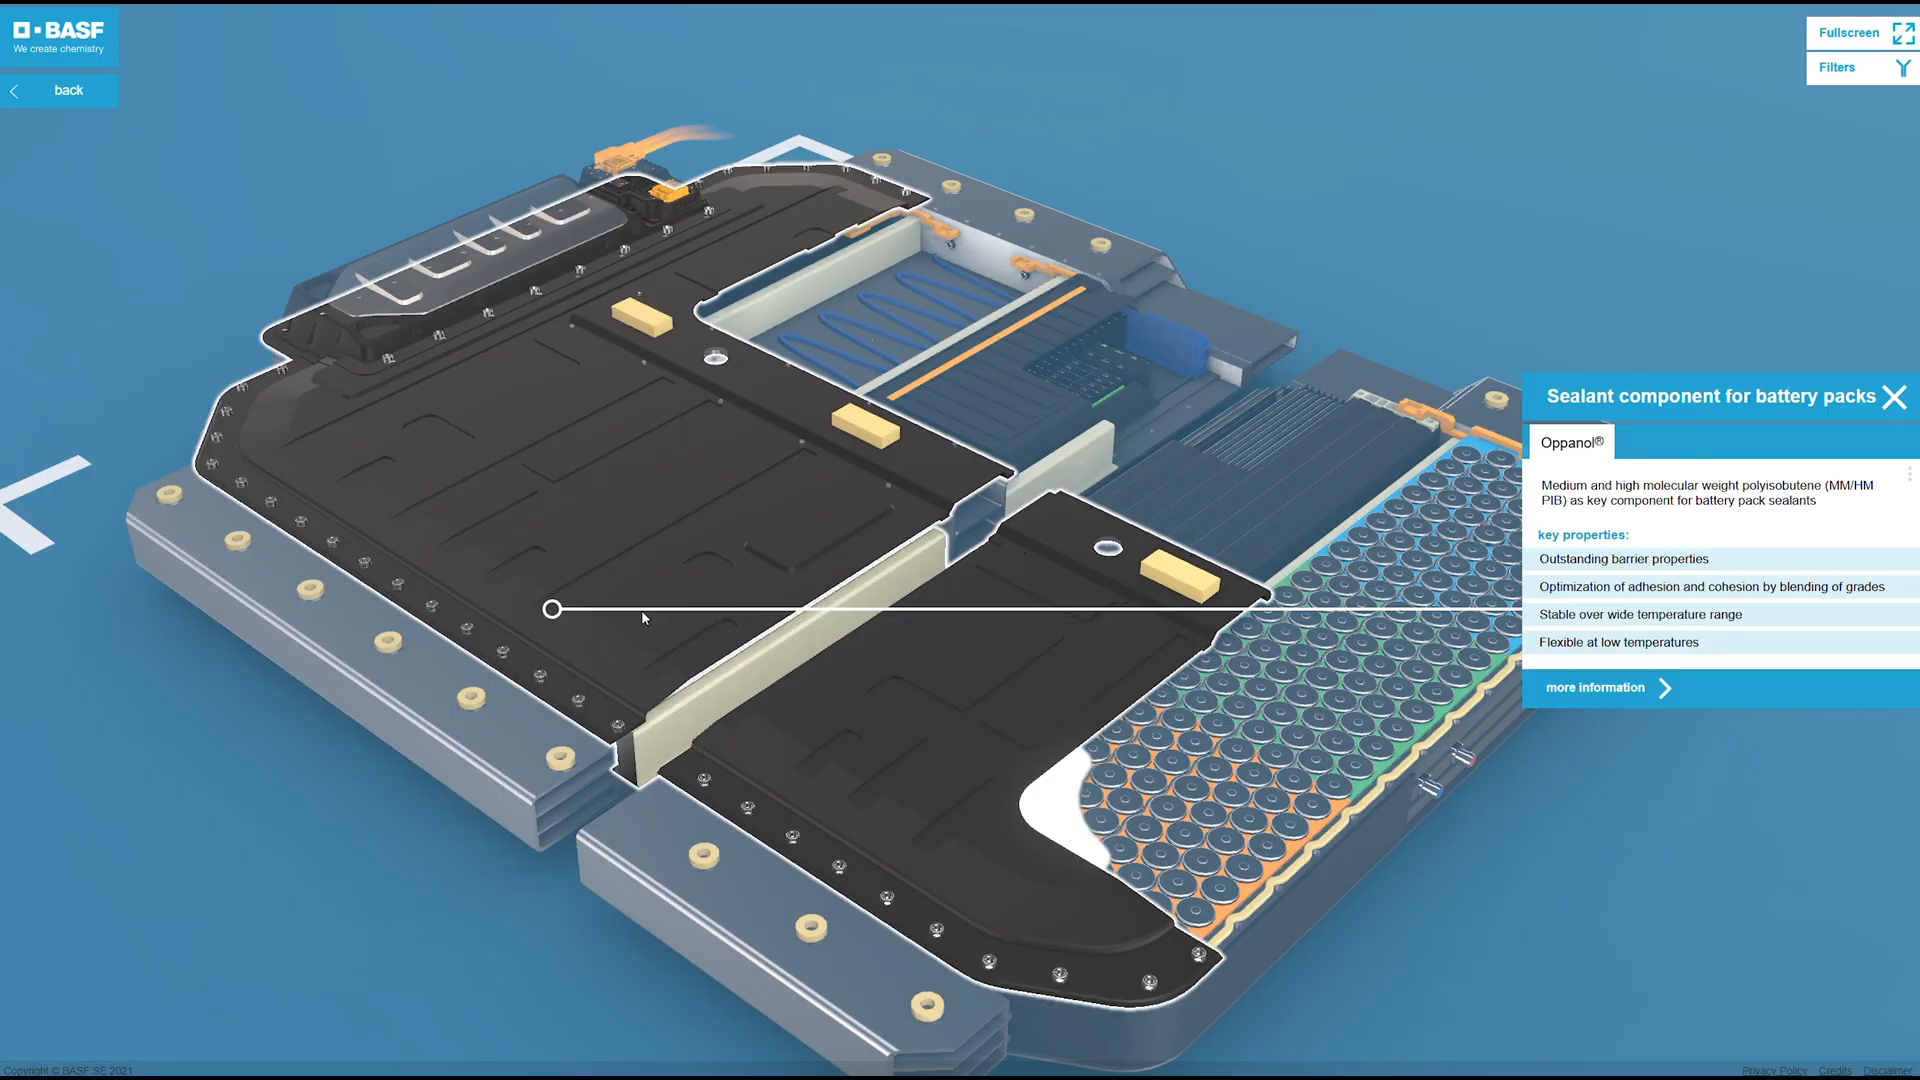 BASF
We create chemistry
back
Fullscreen
Filters
Sealant component for battery packs
Oppanol®
Medium and high molecular weight polyisobutene (MM/HM
PIB) as key component for battery pack sealants
key properties:
Outstanding barrier properties
Optimization of adhesion and cohesion by blending of grades
Stable over wide temperature range
Flexible at low temperatures
more information
Copyright © BASF SE 2021
Privacy Policy Credits Disclaimer